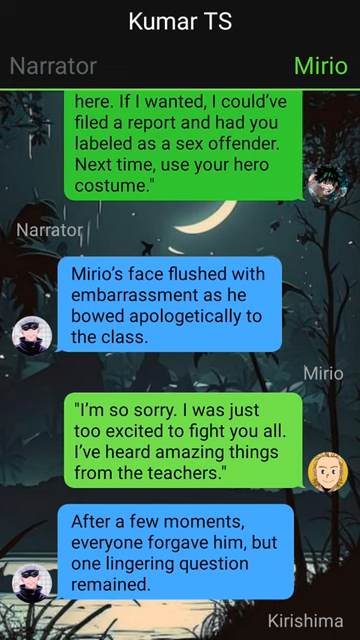 Kumar TS
Narrator
Mirio
here. If I wanted, I could’ve
filed a report and had you
labeled as a sex offender.
Next time, use your hero
costume."
Narrator
Mirio’s face flushed with
embarrassment as he
bowed apologetically to
the class.
Mirio
"I’m so sorry. I was just
too excited to fight you all.
I’ve heard amazing things
from the teachers."
After a few moments,
everyone forgave him, but
one lingering question
remained.
Kirishima